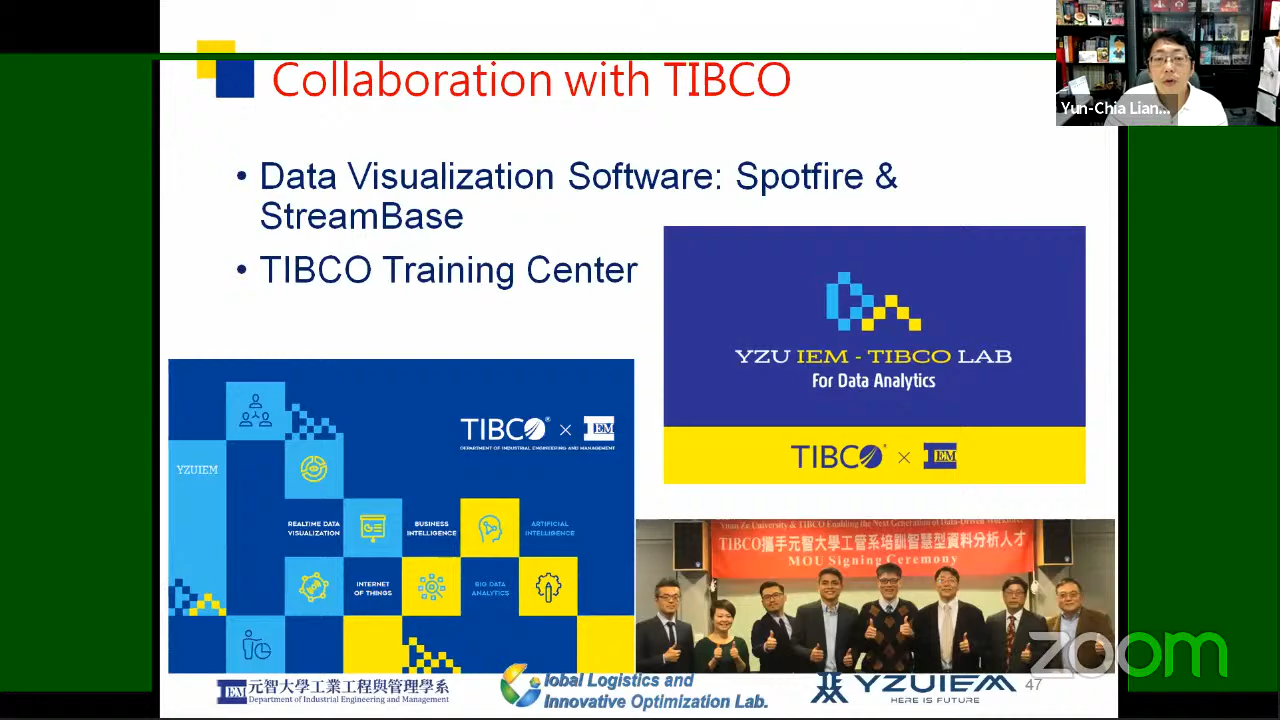 Collaboration with TIBCO
Yun-Chia Lian...
• Data Visualization Software: Spotfire &
StreamBase
• TIBCO Training Center
YZU IEM - TIBCO LAB
For Data Analytics
TIBCO® × IEM
TIBCO® × IEM
DEPARTMENT OF INDUSTRIAL ENGINEERING AND MANAGEMENT
YZUIEM
REALTIME DATA
VISUALIZATION
BUSINESS
INTELLIGENCE
ARTIFICIAL
INTELLIGENCE
INTERNET
OF THINGS
BIG DATA
ANALYTICS
Yuan Ze University & TIBCO Enabling the Next Generation of Data-Driven
TIBCO攜手元智大學工管系培訓智慧型資料分析人才
MOU Signing Ceremony
zoom
IEM 元智大學工業工程與管理學系
Department of Industrial Engineering and Management
Global Logistics and
Innovative Optimization Lab.
YZUIEM
HERE IS FUTURE
47